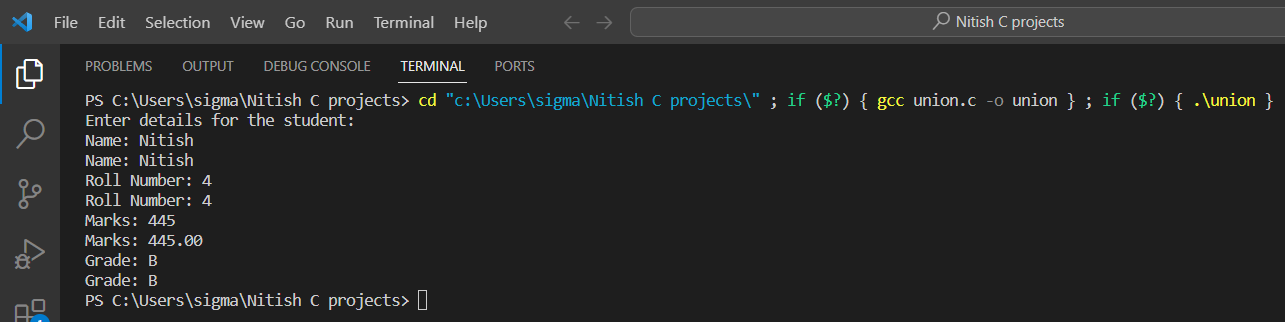 File Edit Selection View Go Run Terminal Help Nitish C projects
PROBLEMS OUTPUT DEBUG CONSOLE TERMINAL PORTS
PS C:\Users\sigma\Nitish C projects> cd "c:\Users\sigma\Nitish C projects\" ; if ($?) { gcc union.c -o union } ; if ($?) { .\union }
Enter details for the student:
Name: Nitish
Name: Nitish
Roll Number: 4
Roll Number: 4
Marks: 445
Marks: 445.00
Grade: B
Grade: B
PS C:\Users\sigma\Nitish C projects>